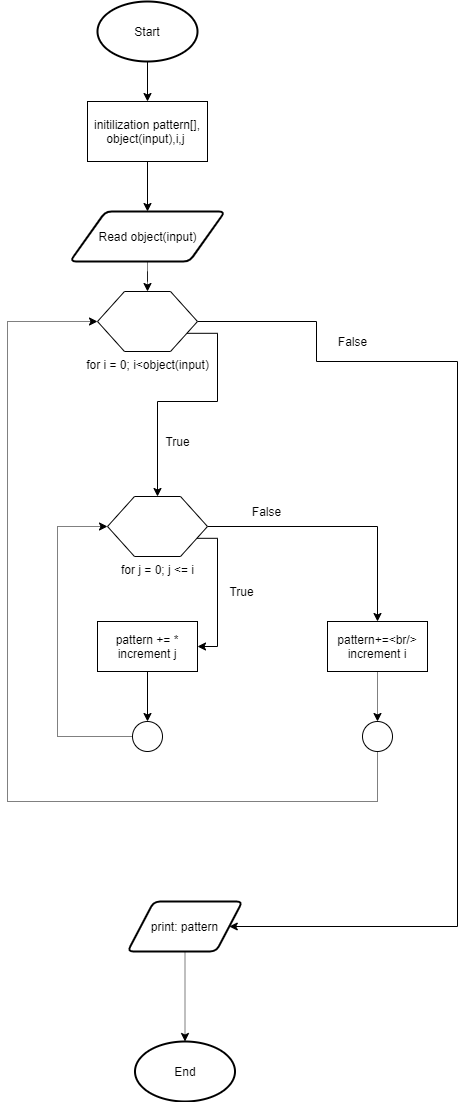 Start
initilization pattern[],
object(input),i,j
Read object(input)
False
for i = 0; i<object(input)
True
False
for j = 0; j <= i
True
pattern += *
increment j
pattern+=<br/>
increment i
print: pattern
End